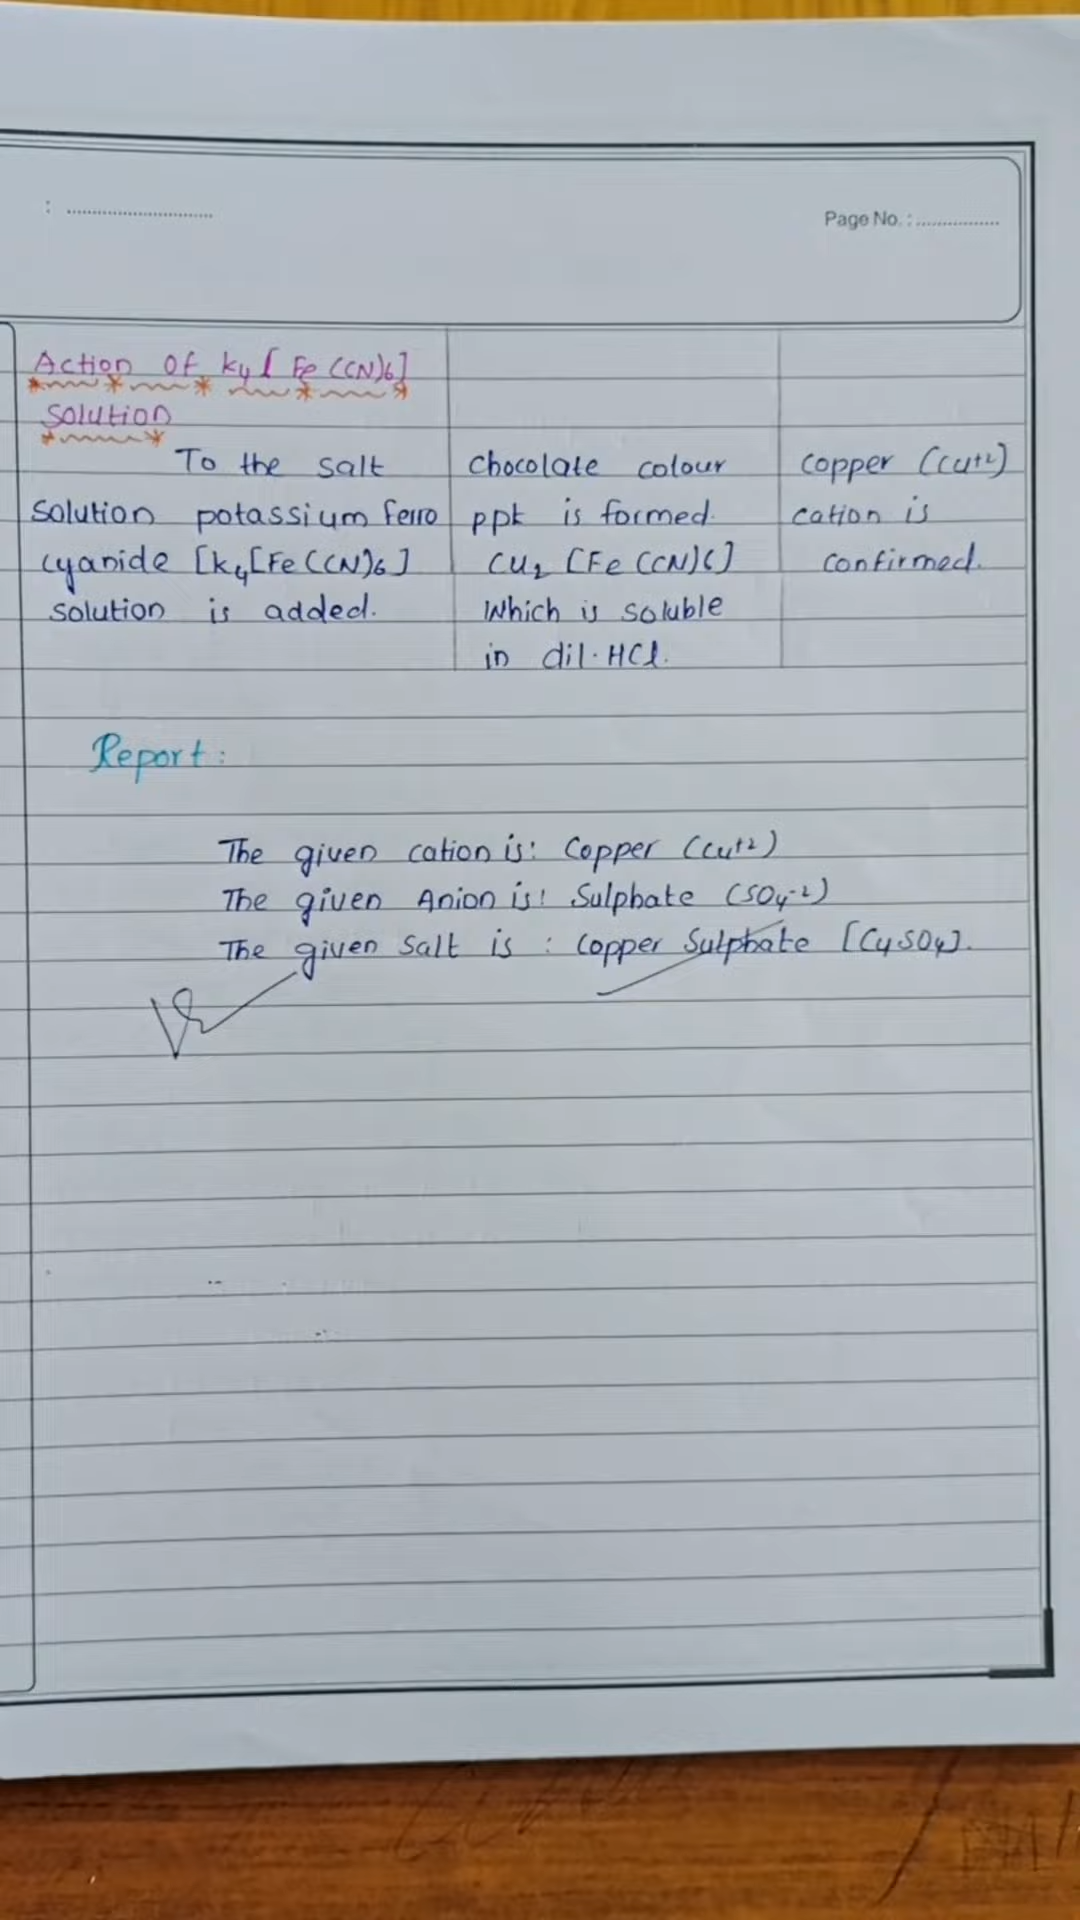 : ............................
Page No. : ................
Action of k4[Fe(CN)6]
Solution
To the salt
solution potassium ferro
cyanide [k4[Fe(CN)6]
solution is added.
Chocolate colour
ppt is formed.
Cu2 [Fe(CN)6]
Which is soluble
in dil. HCl.
copper (cu+2)
cation is
confirmed.
Report:
The given cation is: Copper (cu+2)
The given Anion is: Sulphate (SO4-2)
The given Salt is : Copper Sulphate [CuSO4].